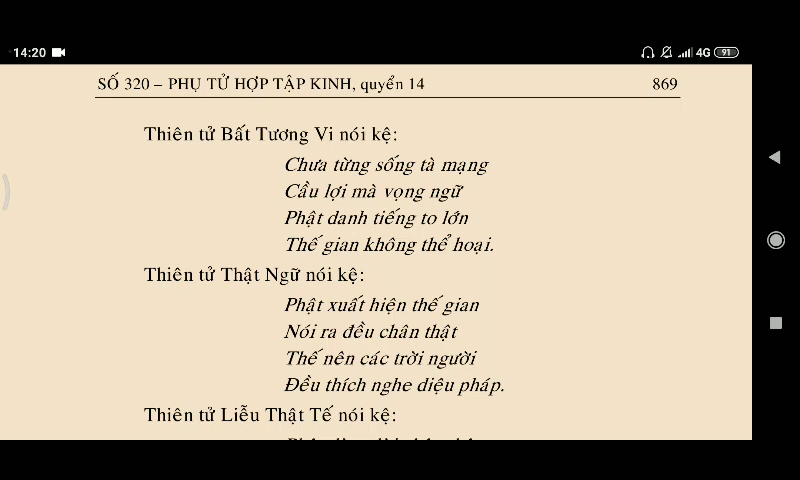 14:20
4G 91
SỐ 320 – PHỤ TỬ HỢP TẬP KINH, quyển 14 869
Thiên tử Bất Tương Vi nói kệ:
Chưa từng sống tà mạng
Cầu lợi mà vọng ngữ
Phật danh tiếng to lớn
Thế gian không thể hoại.
Thiên tử Thật Ngữ nói kệ:
Phật xuất hiện thế gian
Nói ra đều chân thật
Thế nên các trời người
Đều thích nghe diệu pháp.
Thiên tử Liễu Thật Tế nói kệ: